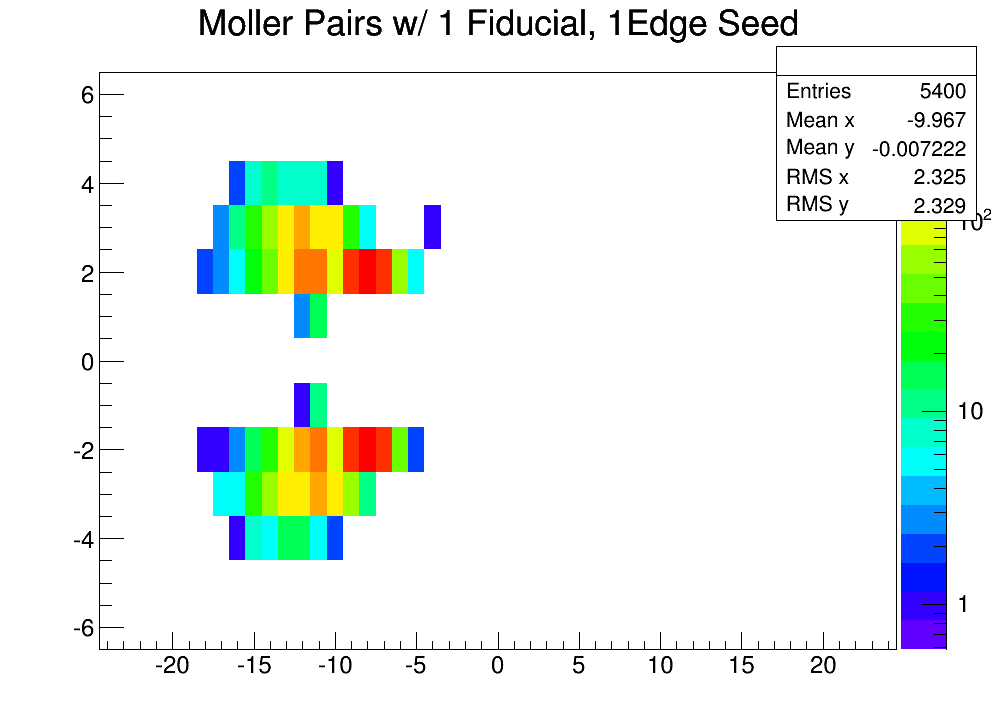 Moller Pairs w/ 1 Fiducial, 1Edge Seed
Entries 5400
Mean x -9.967
Mean y -0.007222
RMS x 2.325
RMS y 2.329
6
4
2
0
-2
-4
-6
-20 -15 -10 -5 0 5 10 15 20
10²
10
1